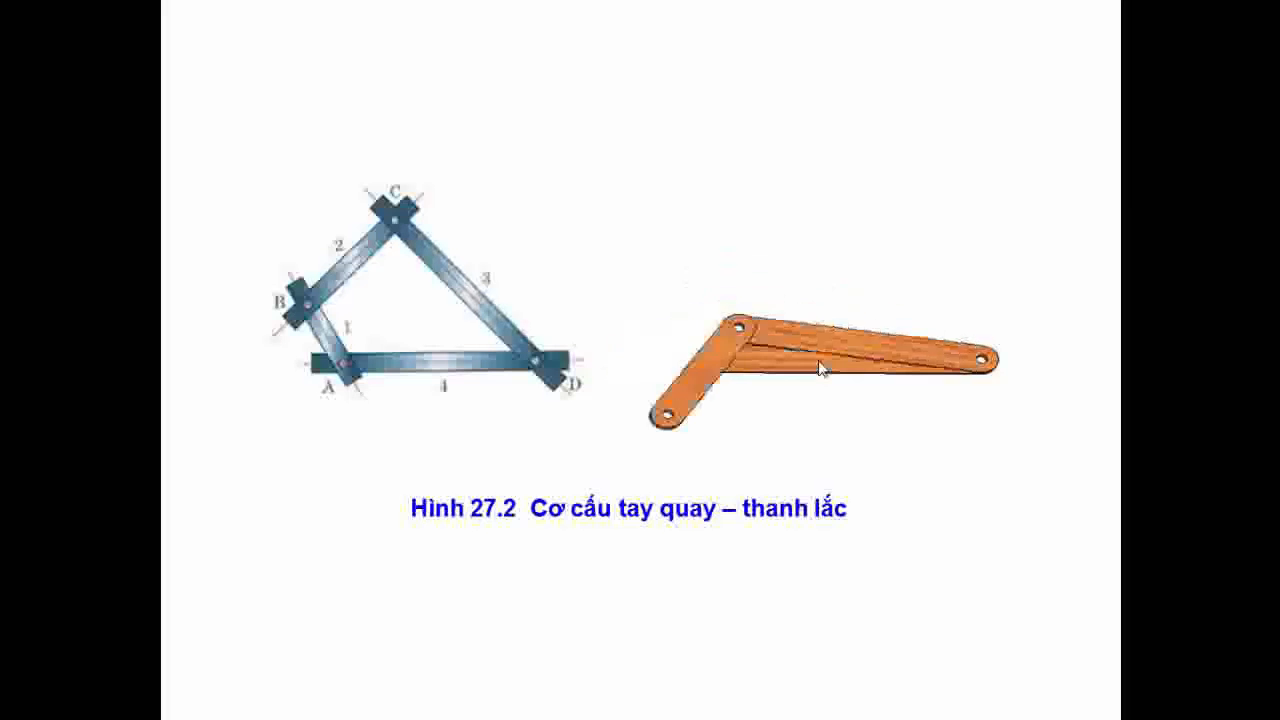 C
2
3
B
1
A
4
D
Hình 27.2 Cơ cấu tay quay – thanh lắc